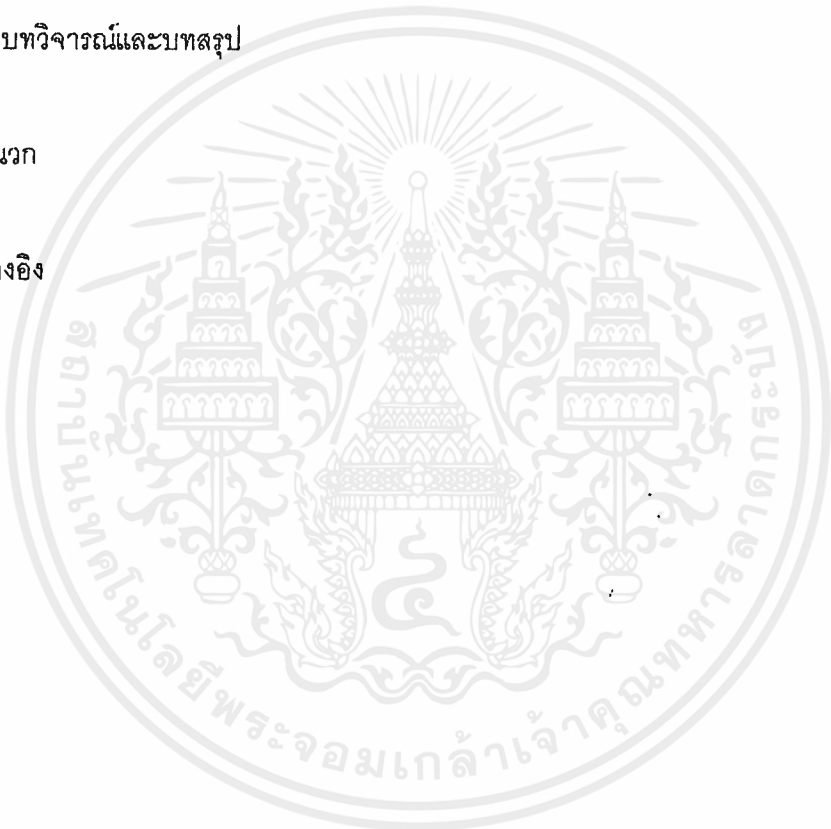 บทวิจารณ์และบทสรุป
นวก
งอิง
สถาบันเทคโนโลยีพระจอมเกล้าเจ้าคุณทหารลาดกระบัง